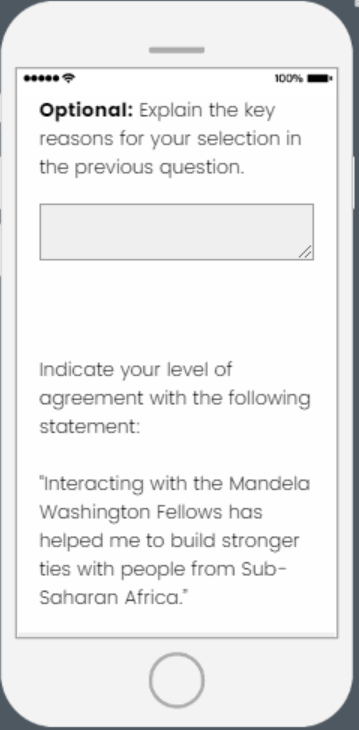 100%
Optional: Explain the key
reasons for your selection in
the previous question.
Indicate your level of
agreement with the following
statement:
"Interacting with the Mandela
Washington Fellows has
helped me to build stronger
ties with people from Sub-
Saharan Africa."